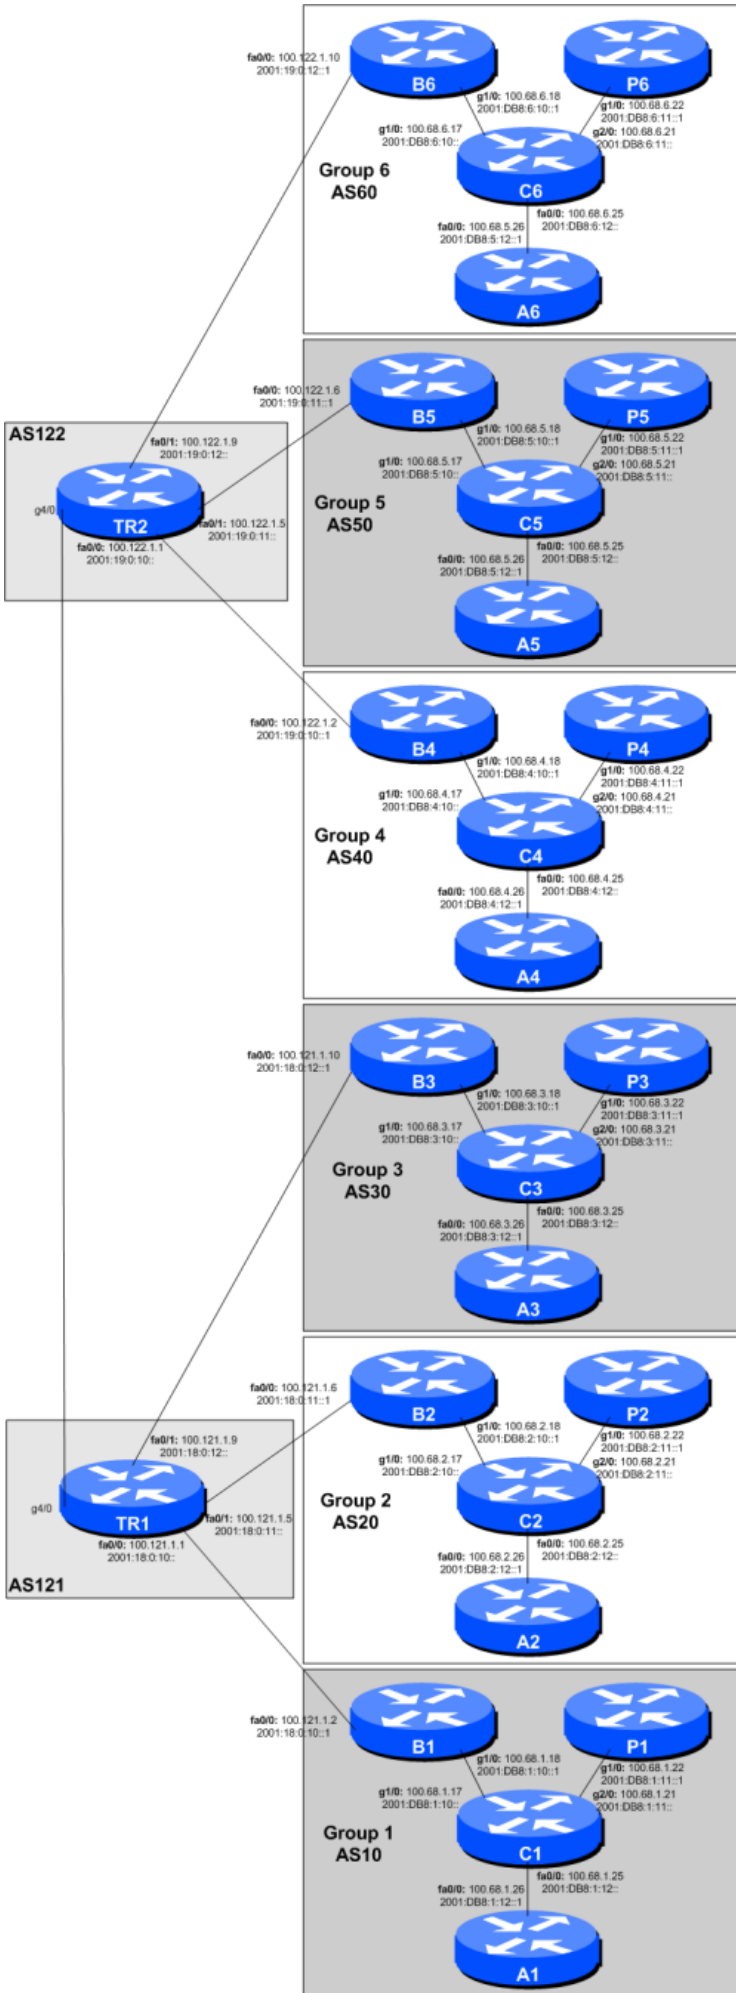 fa0/0: 100.122.1.10
2001:19:0:12::1
B6
P6
g1/0: 100.68.6.18
2001:DB8:6:10::1
g1/0: 100.68.6.22
2001:DB8:6:11::1
g1/0: 100.68.6.17
2001:DB8:6:10::
g2/0: 100.68.6.21
2001:DB8:6:11::
Group 6
AS60
C6
fa0/0: 100.68.6.25
2001:DB8:6:12::
fa0/0: 100.68.5.26
2001:DB8:5:12::1
A6
fa0/0: 100.122.1.6
2001:19:0:11::1
B5
P5
g1/0: 100.68.5.18
2001:DB8:5:10::1
g1/0: 100.68.5.22
2001:DB8:5:11::1
g1/0: 100.68.5.17
2001:DB8:5:10::
g2/0: 100.68.5.21
2001:DB8:5:11::
Group 5
AS50
C5
fa0/0: 100.68.5.25
2001:DB8:5:12::
fa0/0: 100.68.5.26
2001:DB8:5:12::1
A5
AS122
fa0/1: 100.122.1.9
2001:19:0:12::
g4/0
TR2
fa0/1: 100.122.1.5
2001:19:0:11::
fa0/0: 100.122.1.1
2001:19:0:10::
fa0/0: 100.122.1.2
2001:19:0:10::1
B4
P4
g1/0: 100.68.4.18
2001:DB8:4:10::1
g1/0: 100.68.4.22
2001:DB8:4:11::1
g1/0: 100.68.4.17
2001:DB8:4:10::
g2/0: 100.68.4.21
2001:DB8:4:11::
Group 4
AS40
C4
fa0/0: 100.68.4.25
2001:DB8:4:12::
fa0/0: 100.68.4.26
2001:DB8:4:12::1
A4
fa0/0: 100.121.1.10
2001:18:0:12::1
B3
P3
g1/0: 100.68.3.18
2001:DB8:3:10::1
g1/0: 100.68.3.22
2001:DB8:3:11::1
g1/0: 100.68.3.17
2001:DB8:3:10::
g2/0: 100.68.3.21
2001:DB8:3:11::
Group 3
AS30
C3
fa0/0: 100.68.3.25
2001:DB8:3:12::
fa0/0: 100.68.3.26
2001:DB8:3:12::1
A3
fa0/0: 100.121.1.6
2001:18:0:11::1
B2
P2
g1/0: 100.68.2.18
2001:DB8:2:10::1
g1/0: 100.68.2.22
2001:DB8:2:11::1
g1/0: 100.68.2.17
2001:DB8:2:10::
g2/0: 100.68.2.21
2001:DB8:2:11::
Group 2
AS20
C2
fa0/0: 100.68.2.25
2001:DB8:2:12::
fa0/0: 100.68.2.26
2001:DB8:2:12::1
A2
fa0/1: 100.121.1.9
2001:18:0:12::
g4/0
TR1
fa0/1: 100.121.1.5
2001:18:0:11::
fa0/0: 100.121.1.1
2001:18:0:10::
AS121
fa0/0: 100.121.1.2
2001:18:0:10::1
B1
P1
g1/0: 100.68.1.18
2001:DB8:1:10::1
g1/0: 100.68.1.22
2001:DB8:1:11::1
g1/0: 100.68.1.17
2001:DB8:1:10::
g2/0: 100.68.1.21
2001:DB8:1:11::
Group 1
AS10
C1
fa0/0: 100.68.1.25
2001:DB8:1:12::
fa0/0: 100.68.1.26
2001:DB8:1:12::1
A1